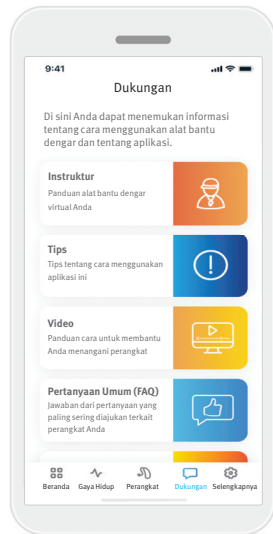 9:41
Dukungan
Di sini Anda dapat menemukan informasi
tentang cara menggunakan alat bantu
dengar dan tentang aplikasi.
Instruktur
Panduan alat bantu dengar
virtual Anda
Tips
Tips tentang cara menggunakan
aplikasi ini
Video
Panduan cara untuk membantu
Anda menangani perangkat
Pertanyaan Umum (FAQ)
Jawaban dari pertanyaan yang
paling sering diajukan terkait
perangkat Anda
Beranda Gaya Hidup Perangkat Dukungan Selengkapnya